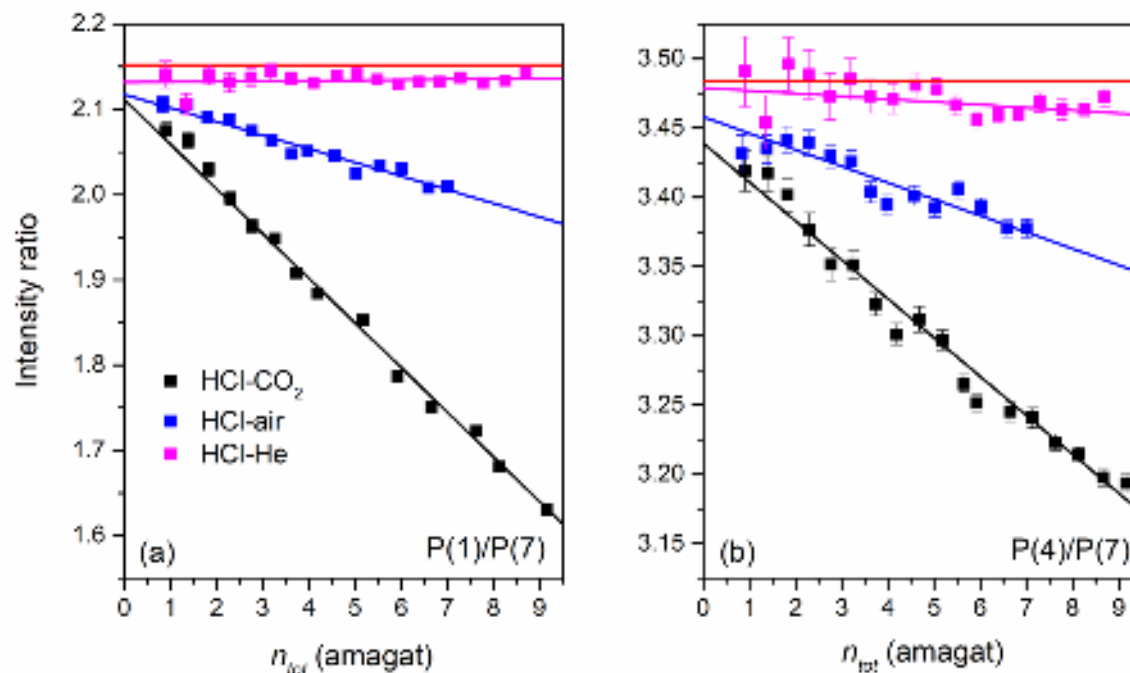 2.2
2.1
2.0
1.9
1.8
1.7
1.6
Intensity ratio
HCl-CO₂
HCl-air
HCl-He
(a)
P(1)/P(7)
0 1 2 3 4 5 6 7 8 9
n_tot (amagat)
3.50
3.45
3.40
3.35
3.30
3.25
3.20
3.15
(b)
P(4)/P(7)
0 1 2 3 4 5 6 7 8 9
n_tot (amagat)